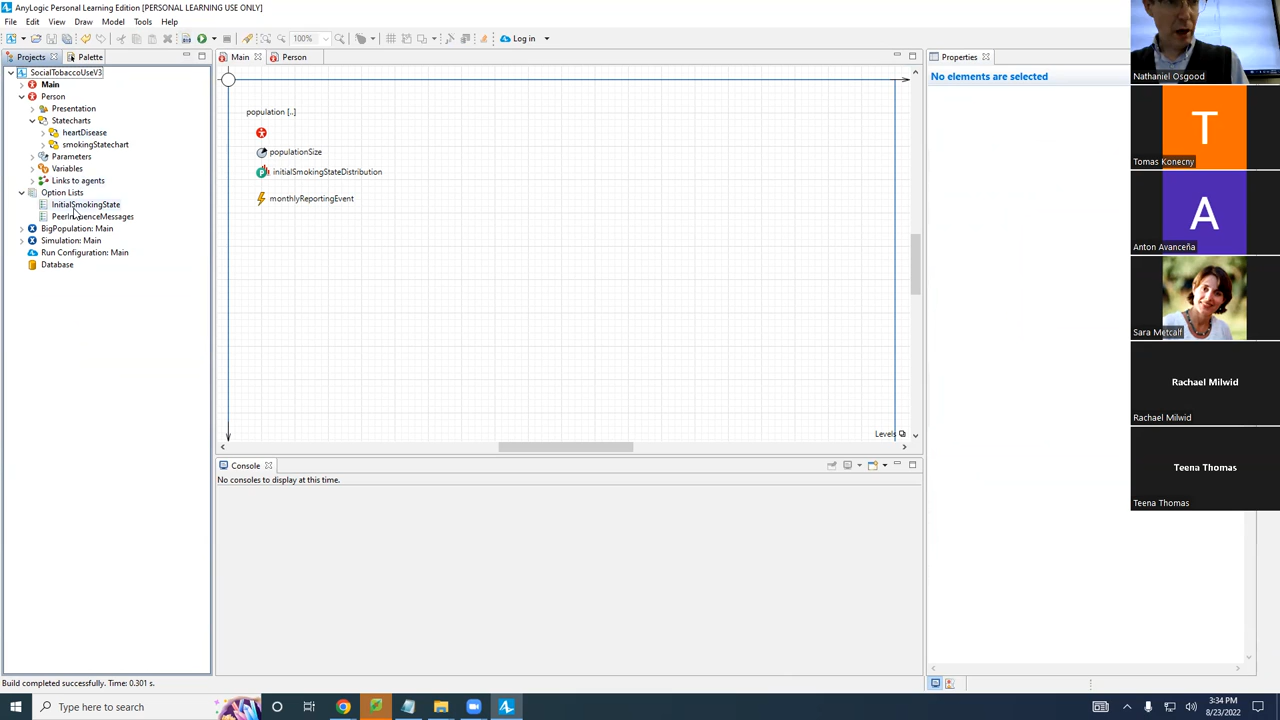 AnyLogic Personal Learning Edition [PERSONAL LEARNING USE ONLY]
File Edit View Draw Model Tools Help
100%
Log in
Projects
Palette
Main
Person
Properties
SocialTobaccoUseV3
Main
Person
Presentation
Statecharts
heartDisease
smokingStatechart
Parameters
Variables
Links to agents
Option Lists
InitialSmokingState
PeerInfluenceMessages
BigPopulation: Main
Simulation: Main
Run Configuration: Main
Database
population [..]
populationSize
initialSmokingStateDistribution
monthlyReportingEvent
Levels
Console
No consoles to display at this time.
No elements are selected
Nathaniel Osgood
T
Tomas Konecny
A
Anton Avanceña
Sara Metcalf
Rachael Milwid
Rachael Milwid
Teena Thomas
Teena Thomas
Build completed successfully. Time: 0.301 s.
Type here to search
3:34 PM
8/23/2022